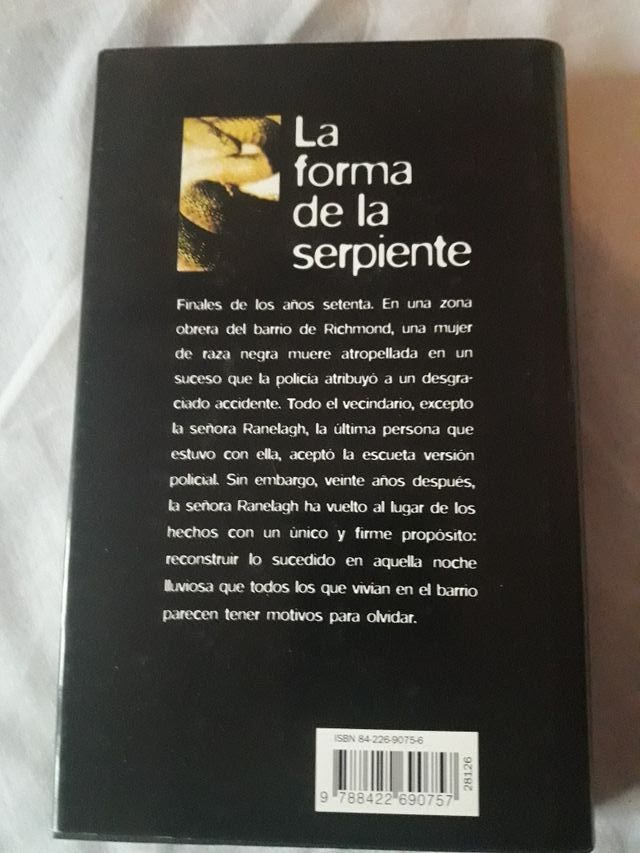 La
forma
de la
serpiente
Finales de los años setenta. En una zona
obrera del barrio de Richmond, una mujer
de raza negra muere atropellada en un
suceso que la policía atribuyó a un desgra-
ciado accidente. Todo el vecindario, excepto
la señora Ranelagh, la última persona que
estuvo con ella, aceptó la escueta versión
policial. Sin embargo, veinte años después,
la señora Ranelagh ha vuelto al lugar de los
hechos con un único y firme propósito:
reconstruir lo sucedido en aquella noche
lluviosa que todos los que vivian en el barrio
parecen tener motivos para olvidar.
ISBN 84-226-9075-6
28126
9 788422 690757